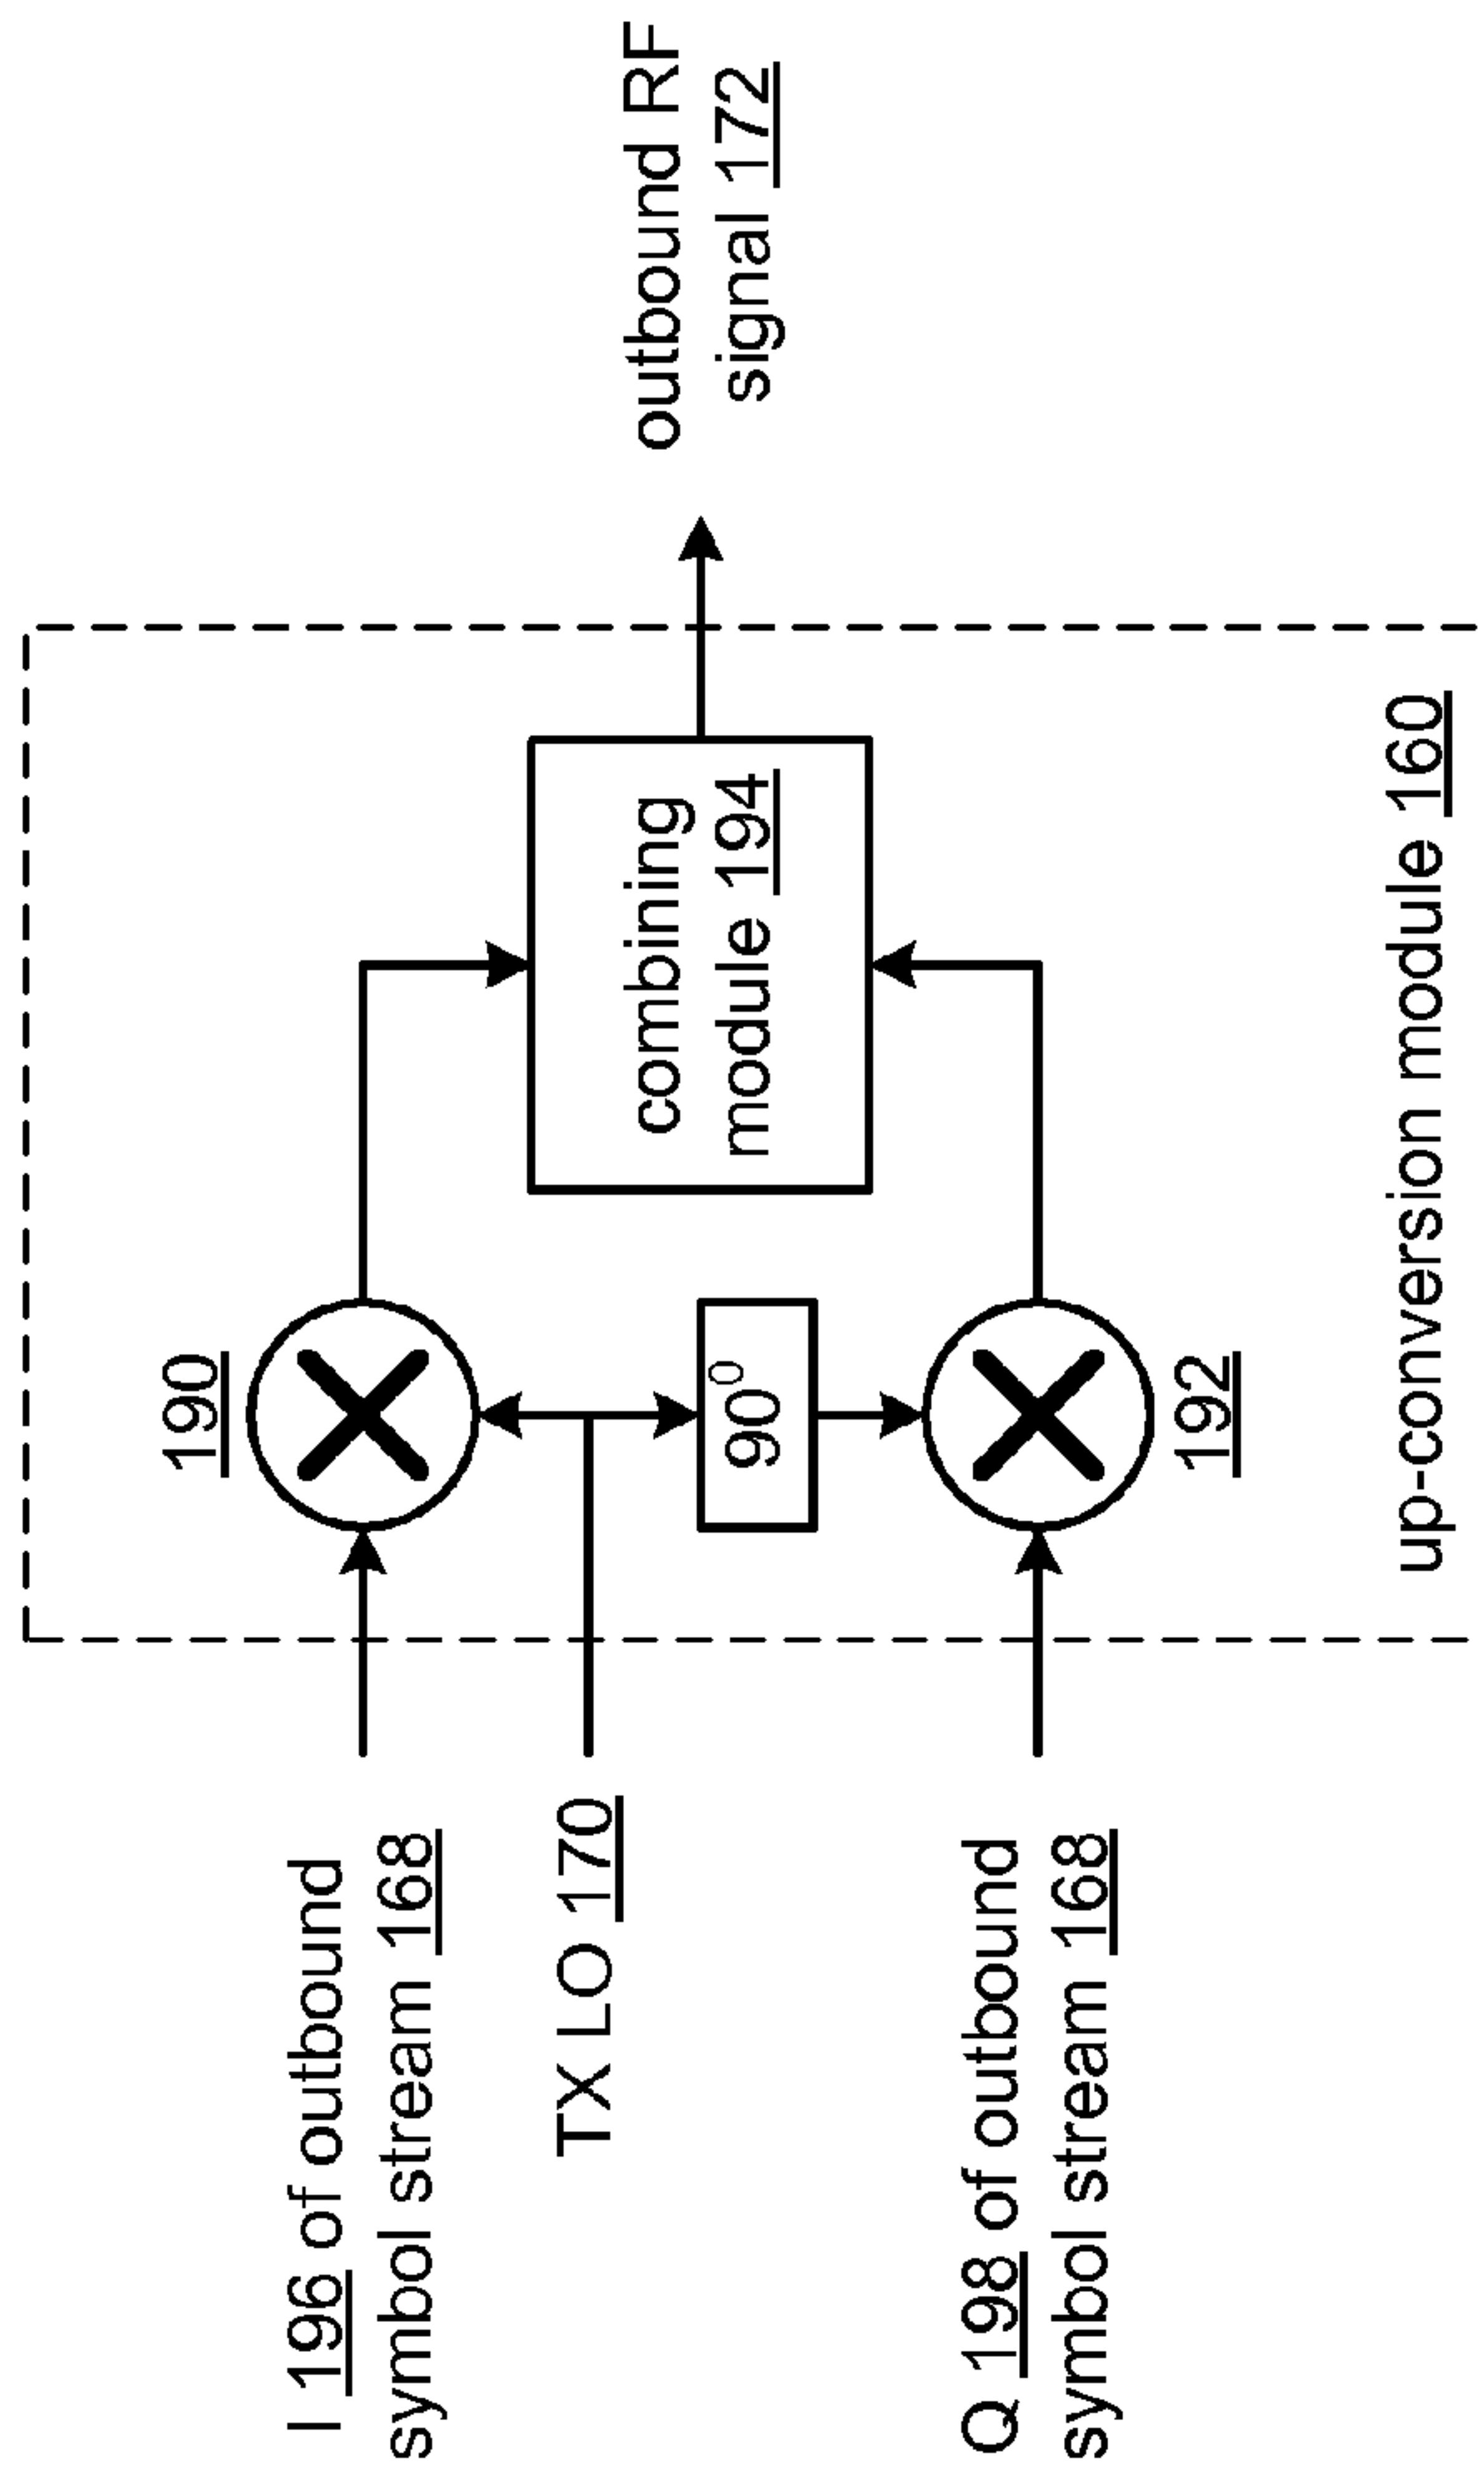 I 196 of outbound
symbol stream 168
TX LO 170
Q 198 of outbound
symbol stream 168
190
90⁰
192
combining
module 194
up-conversion module 160
outbound RF
signal 172